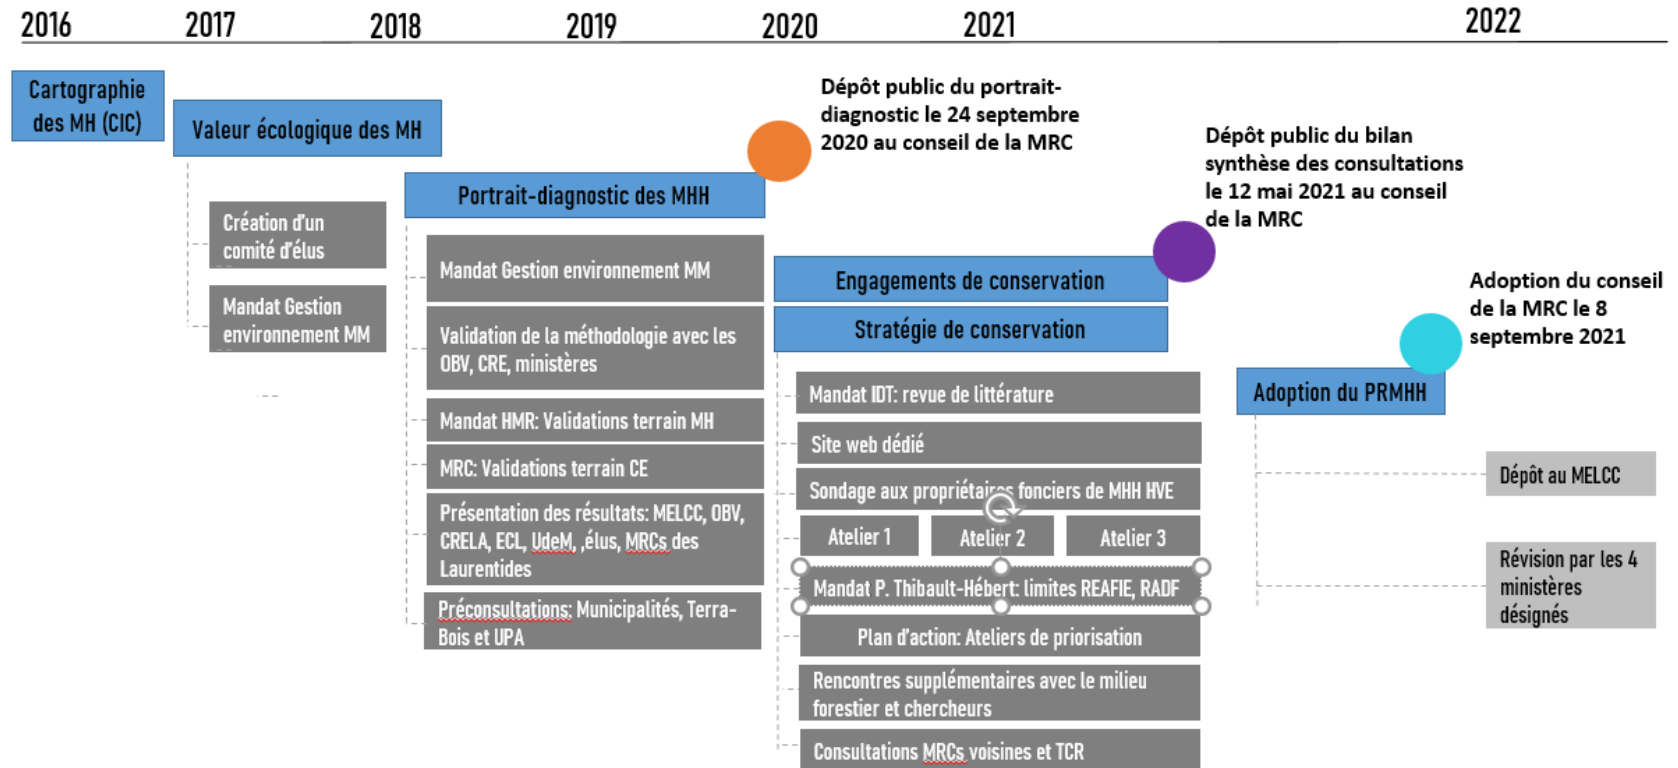 2016
2017
2018
2019
2020
2021
2022
Cartographie
des MH (CIC)
Valeur écologique des MH
Création d'un
comité d'élus
Mandat Gestion
environnement MM
Dépôt public du portrait-
diagnostic le 24 septembre
2020 au conseil de la MRC
Portrait-diagnostic des MHH
Mandat Gestion environnement MM
Validation de la méthodologie avec les
OBV, CRE, ministères
Mandat HMR: Validations terrain MH
MRC: Validations terrain CE
Présentation des résultats: MELCC, OBV,
CRELA, ECL, UdeM, ,élus, MRCs des
Laurentides
Préconsultations: Municipalités, Terra-
Bois et UPA
Dépôt public du bilan
synthèse des consultations
le 12 mai 2021 au conseil
de la MRC
Engagements de conservation
Stratégie de conservation
Mandat IDT: revue de littérature
Site web dédié
Sondage aux propriétaires fonciers de MHH HVE
Atelier 1
Atelier 2
Atelier 3
Mandat P. Thibault-Hébert: limites REAFIE, RADF
Plan d'action: Ateliers de priorisation
Rencontres supplémentaires avec le milieu
forestier et chercheurs
Consultations MRCs voisines et TCR
Adoption du conseil
de la MRC le 8
septembre 2021
Adoption du PRMHH
Dépôt au MELCC
Révision par les 4
ministères
désignés